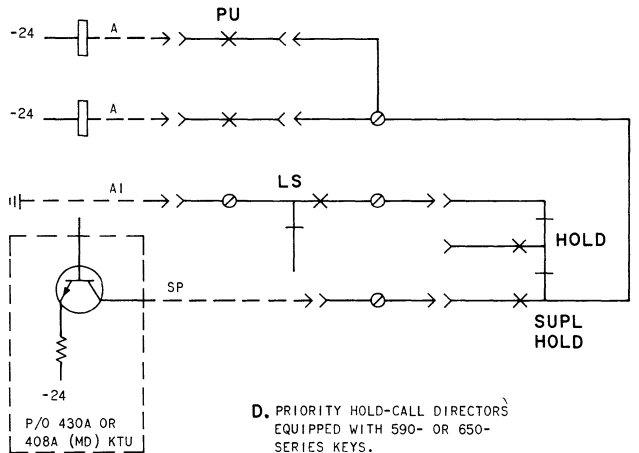 PU
-24 A
-24 A
A1
LS
HOLD
SP
SUPL
HOLD
-24
P/O 430A OR
408A (MD) KTU
D. PRIORITY HOLD-CALL DIRECTORS
EQUIPPED WITH 590- OR 650-
SERIES KEYS.